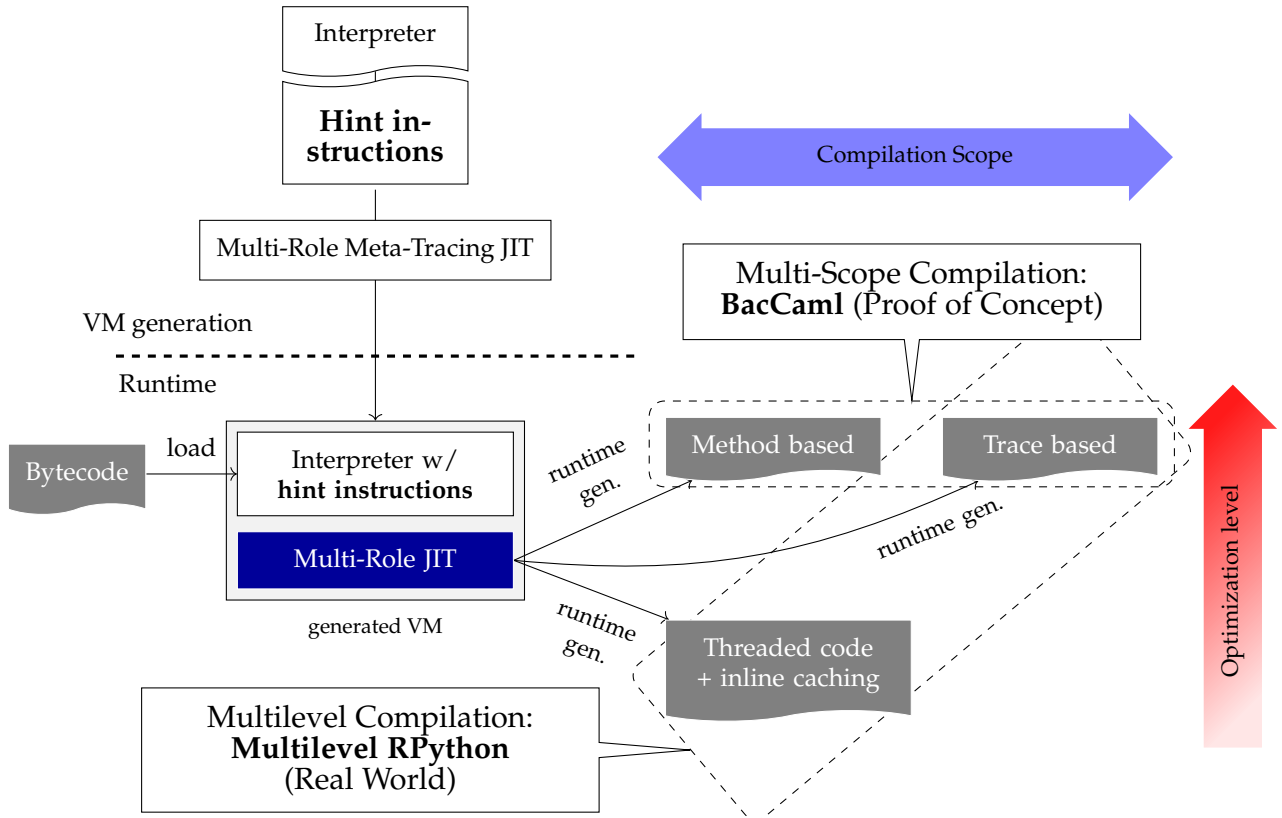 Interpreter
Hint in-
structions
Compilation Scope
Multi-Role Meta-Tracing JIT
Multi-Scope Compilation:
BacCaml (Proof of Concept)
VM generation
Runtime
Bytecode
load
Interpreter w/
hint instructions
Multi-Role JIT
generated VM
runtime
gen.
Method based
Trace based
runtime gen.
runtime
gen.
Threaded code
+ inline caching
Optimization level
Multilevel Compilation:
Multilevel RPython
(Real World)